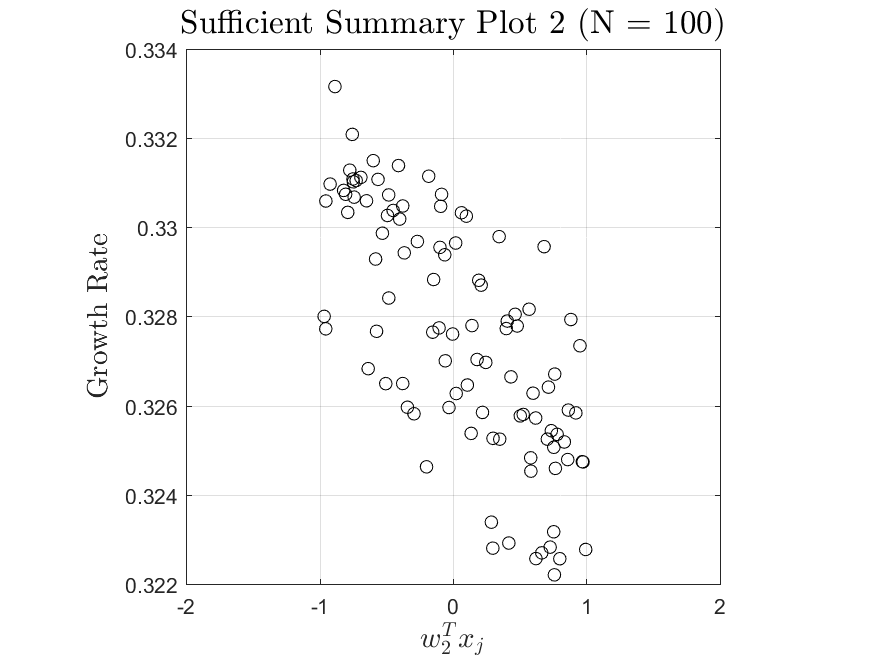 Sufficient Summary Plot 2 (N = 100)
0.334
0.332
0.33
0.328
0.326
0.324
0.322
Growth Rate
-2 -1 0 1 2
$w_2^T x_j$